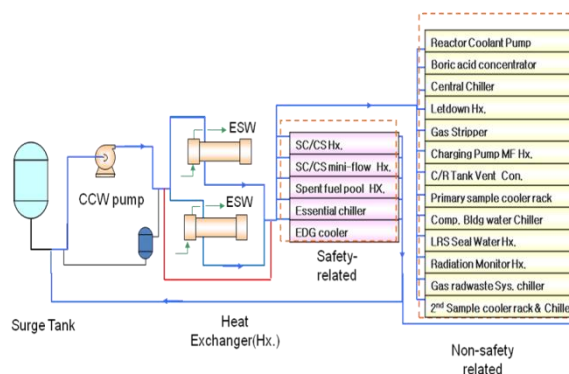 ESW
CCW pump
ESW
Surge Tank
Heat
Exchanger(Hx.)
SC/CS Hx.
SC/CS mini-flow Hx.
Spent fuel pool HX.
Essential chiller
EDG cooler
Safety-
related
Reactor Coolant Pump
Boric acid concentrator
Central Chiller
Letdown Hx.
Gas Stripper
Charging Pump MF Hx.
C/R Tank Vent Con.
Primary sample cooler rack
Comp. Bldg water Chiller
LRS Seal Water Hx.
Radiation Monitor Hx.
Gas radwaste Sys. chiller
2nd Sample cooler rack & Chille
Non-safety
related